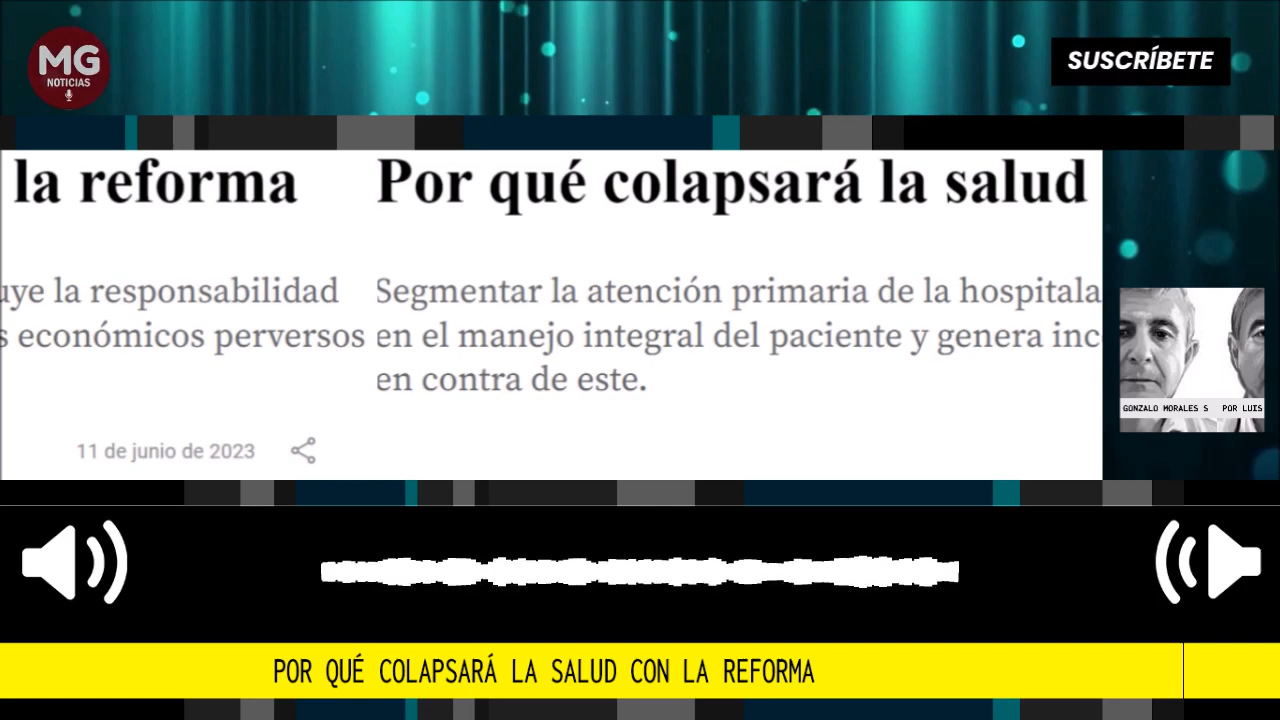 MG
NOTICIAS
SUSCRÍBETE
la reforma
Por qué colapsará la salud
la responsabilidad
económicos perversos
Segmentar la atención primaria de la
en el manejo integral del paciente y genera
en contra de este.
11 de junio de 2023
GONZALO MORALES S
POR LUIS
POR QUÉ COLAPSARÁ LA SALUD CON LA REFORMA